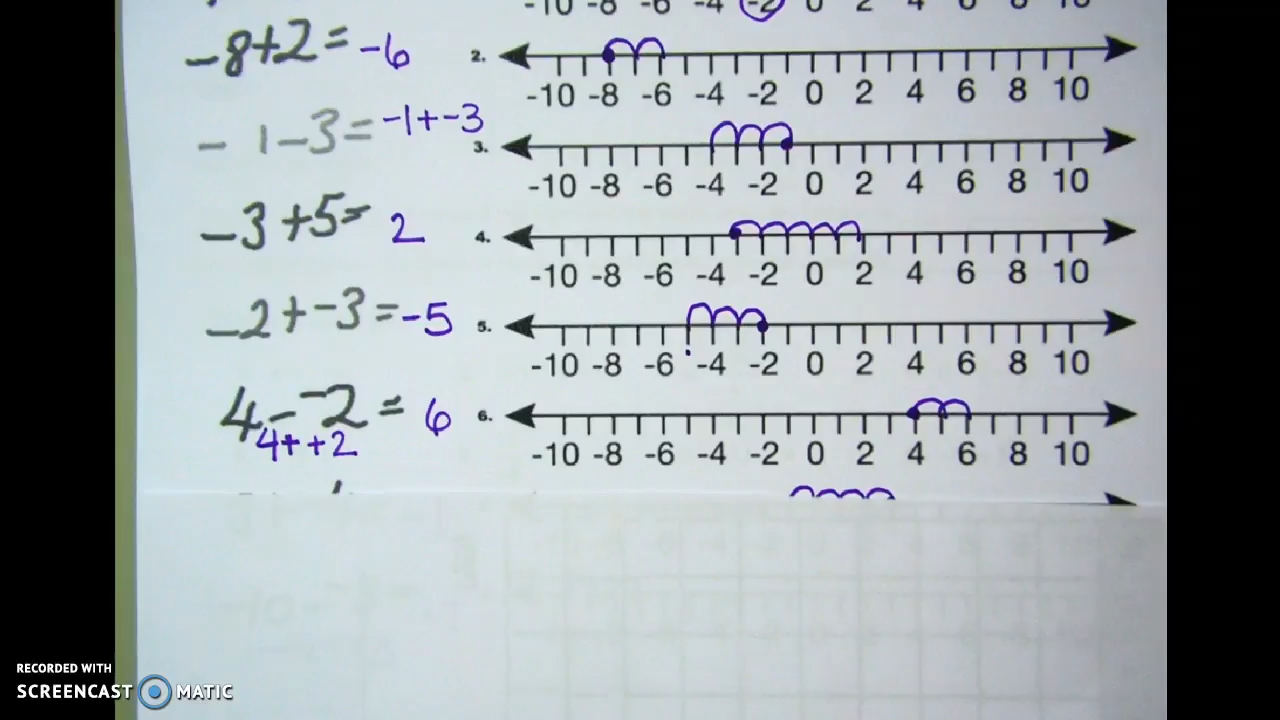 -10 -8 -6 -4 -2 0 2 4 6 8 10
-8+2= -6
2.
-10 -8 -6 -4 -2 0 2 4 6 8 10
-1-3= -1+-3
3.
-10 -8 -6 -4 -2 0 2 4 6 8 10
-3+5= 2
4.
-10 -8 -6 -4 -2 0 2 4 6 8 10
-2+-3=-5
5.
-10 -8 -6 -4 -2 0 2 4 6 8 10
4--2= 6
4++2
6.
-10 -8 -6 -4 -2 0 2 4 6 8 10
RECORDED WITH
SCREENCAST MATIC